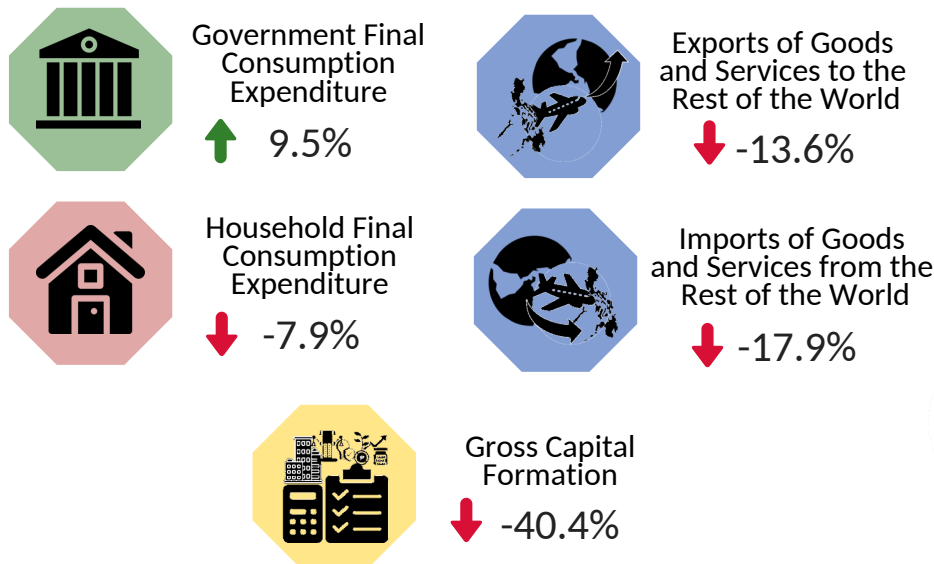 Government Final
Consumption
Expenditure
9.5%
Exports of Goods
and Services to the
Rest of the World
-13.6%
Household Final
Consumption
Expenditure
-7.9%
Imports of Goods
and Services from the
Rest of the World
-17.9%
Gross Capital
Formation
-40.4%